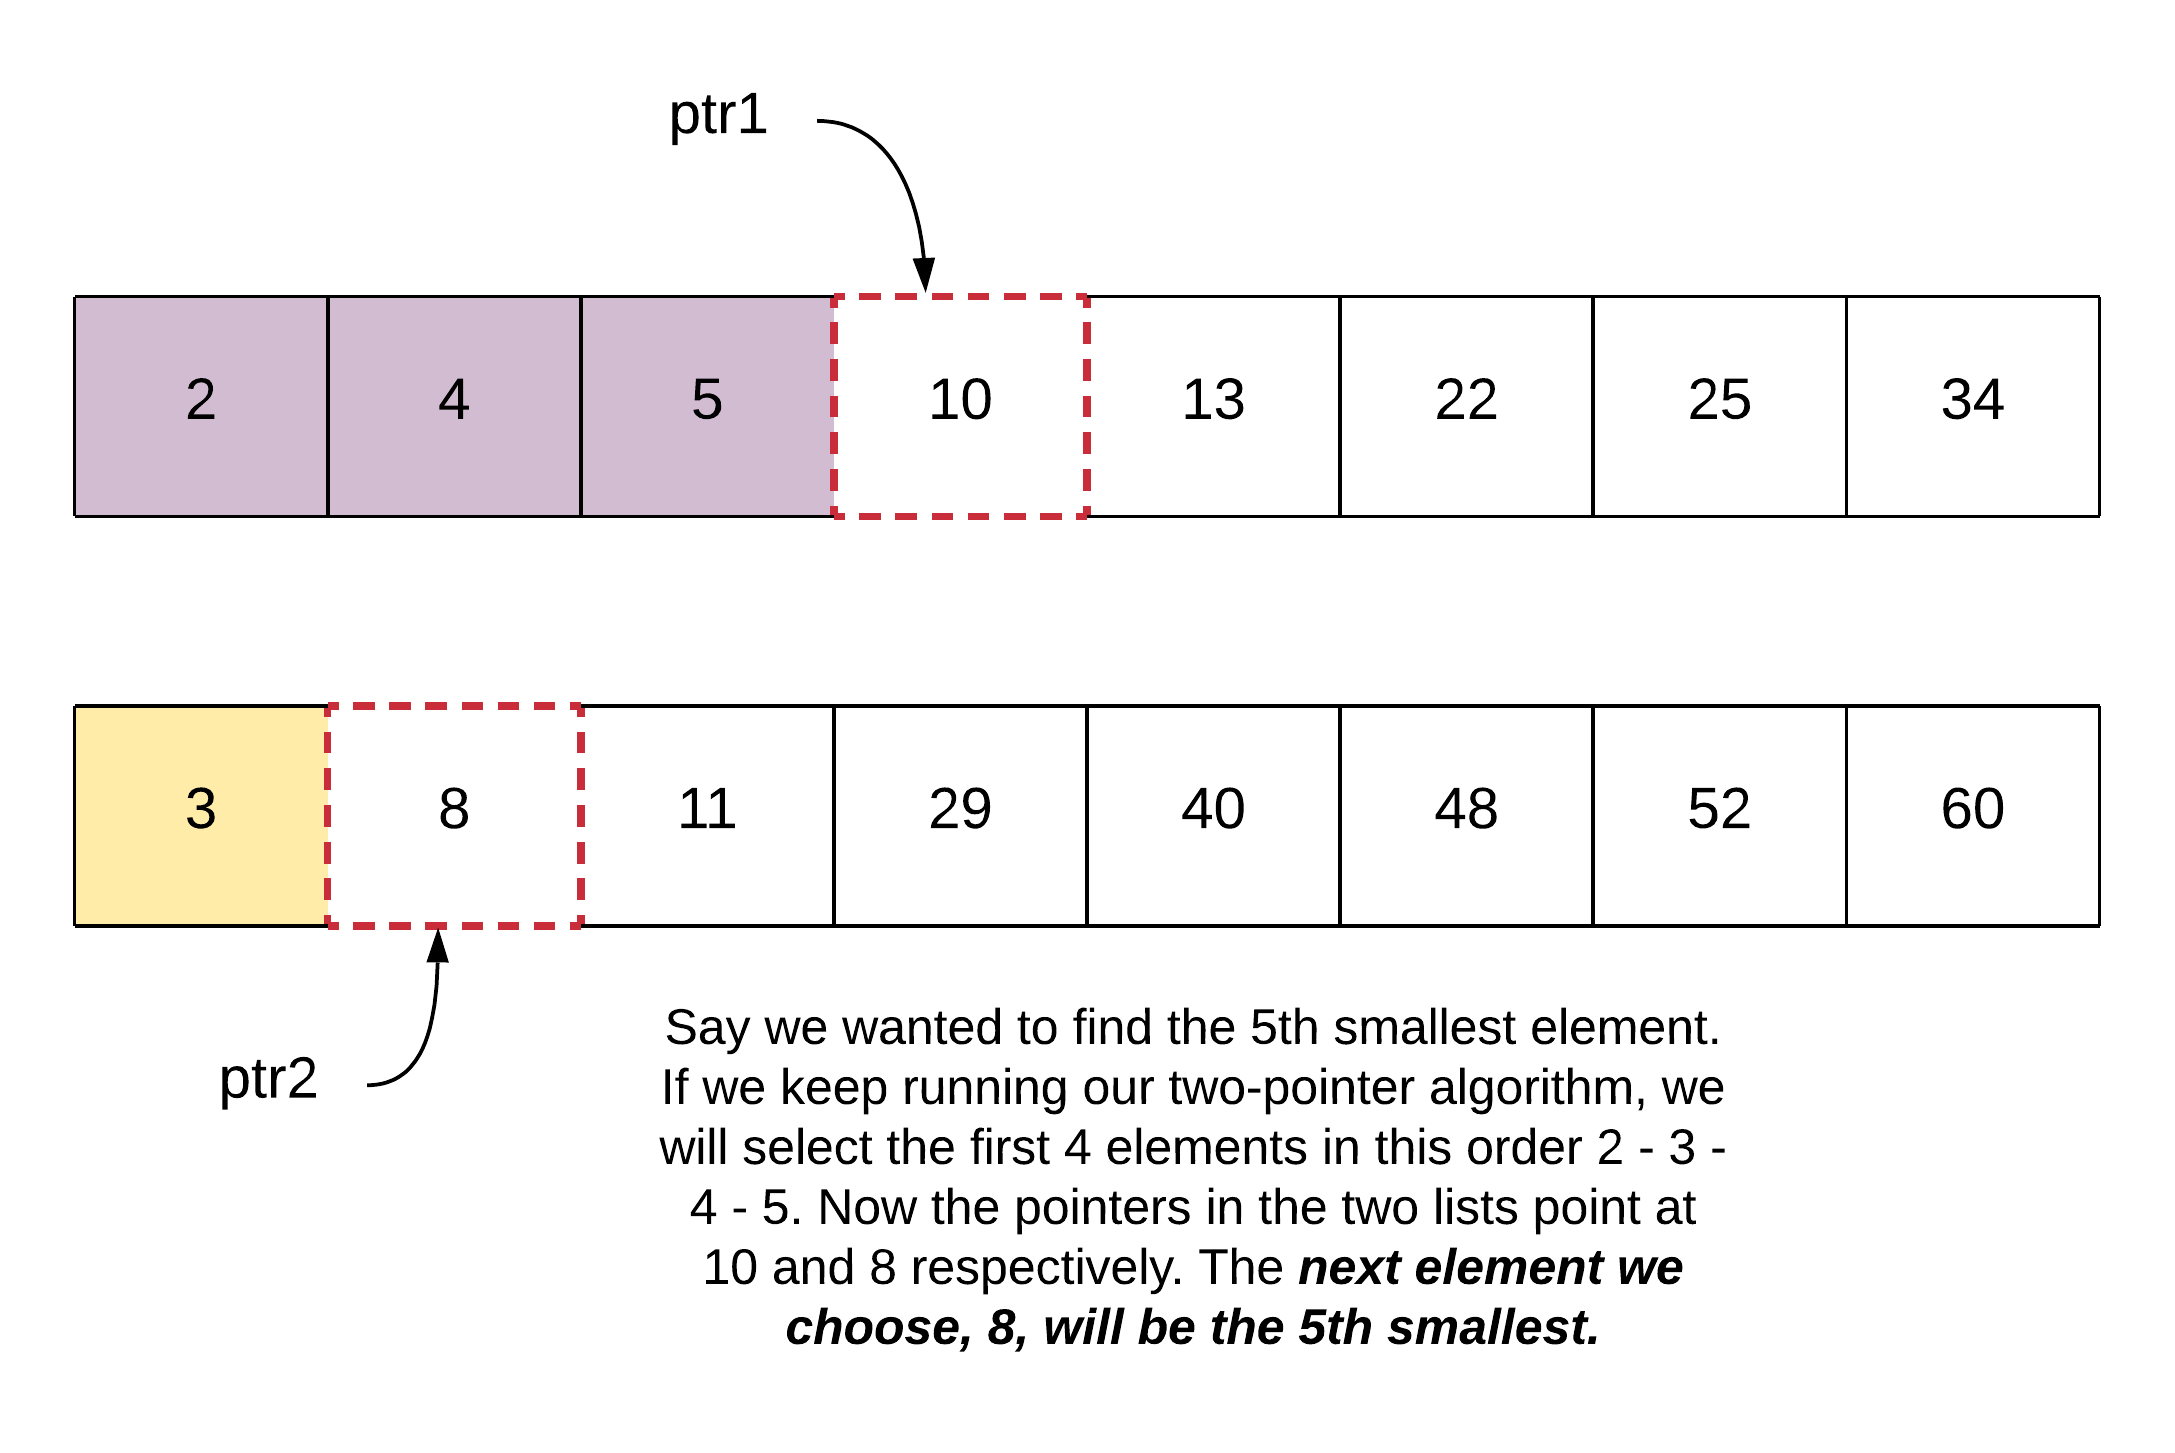 ptr1
2 4 5 10 13 22 25 34
3 8 11 29 40 48 52 60
ptr2
Say we wanted to find the 5th smallest element.
If we keep running our two-pointer algorithm, we
will select the first 4 elements in this order 2 - 3 -
4 - 5. Now the pointers in the two lists point at
10 and 8 respectively. The next element we
choose, 8, will be the 5th smallest.